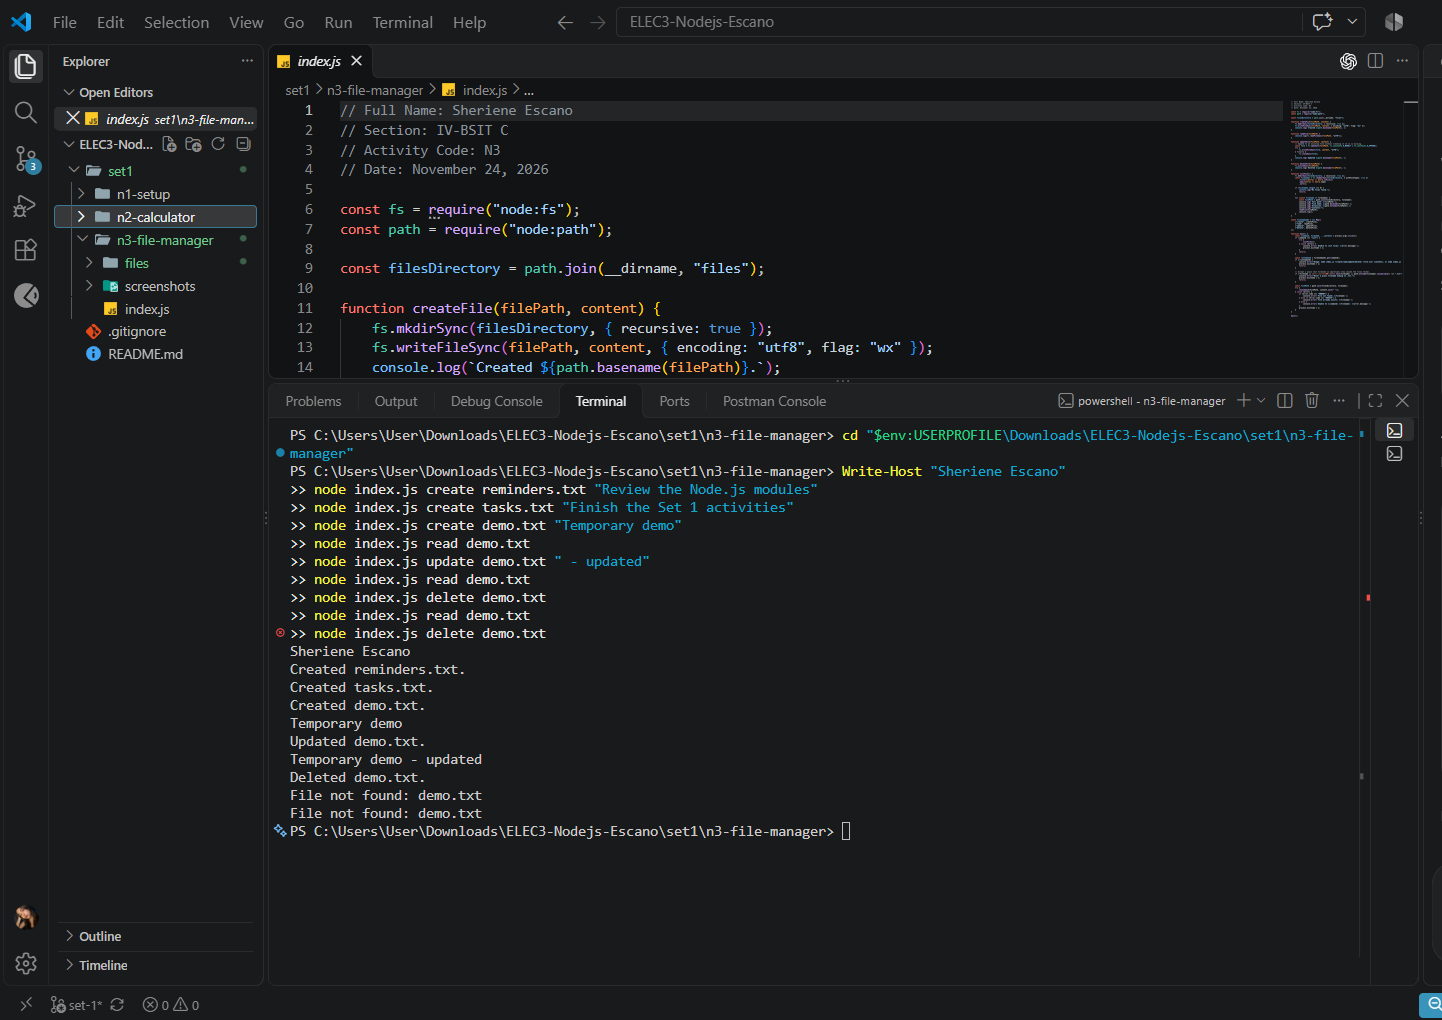 File Edit Selection View Go Run Terminal Help
ELEC3-Nodejs-Escano
Explorer
Open Editors
index.js set1\n3-file-man...
ELEC3-Nod...
set1
n1-setup
n2-calculator
n3-file-manager
files
screenshots
index.js
.gitignore
README.md
Outline
Timeline
3
index.js
set1 > n3-file-manager > index.js > ...
1 // Full Name: Sheriene Escano
2 // Section: IV-BSIT C
3 // Activity Code: N3
4 // Date: November 24, 2026
5
6 const fs = require("node:fs");
7 const path = require("node:path");
8
9 const filesDirectory = path.join(__dirname, "files");
10
11 function createFile(filePath, content) {
12 fs.mkdirSync(filesDirectory, { recursive: true });
13 fs.writeFileSync(filePath, content, { encoding: "utf8", flag: "wx" });
14 console.log(`Created ${path.basename(filePath)}.`);
Problems Output Debug Console Terminal Ports Postman Console
powershell - n3-file-manager
PS C:\Users\User\Downloads\ELEC3-Nodejs-Escano\set1\n3-file-manager> cd "$env:USERPROFILE\Downloads\ELEC3-Nodejs-Escano\set1\n3-file-
manager"
PS C:\Users\User\Downloads\ELEC3-Nodejs-Escano\set1\n3-file-manager> Write-Host "Sheriene Escano"
>> node index.js create reminders.txt "Review the Node.js modules"
>> node index.js create tasks.txt "Finish the Set 1 activities"
>> node index.js create demo.txt "Temporary demo"
>> node index.js read demo.txt
>> node index.js update demo.txt " - updated"
>> node index.js read demo.txt
>> node index.js delete demo.txt
>> node index.js read demo.txt
>> node index.js delete demo.txt
Sheriene Escano
Created reminders.txt.
Created tasks.txt.
Created demo.txt.
Temporary demo
Updated demo.txt.
Temporary demo - updated
Deleted demo.txt.
File not found: demo.txt
File not found: demo.txt
PS C:\Users\User\Downloads\ELEC3-Nodejs-Escano\set1\n3-file-manager>
set-1* 0 0